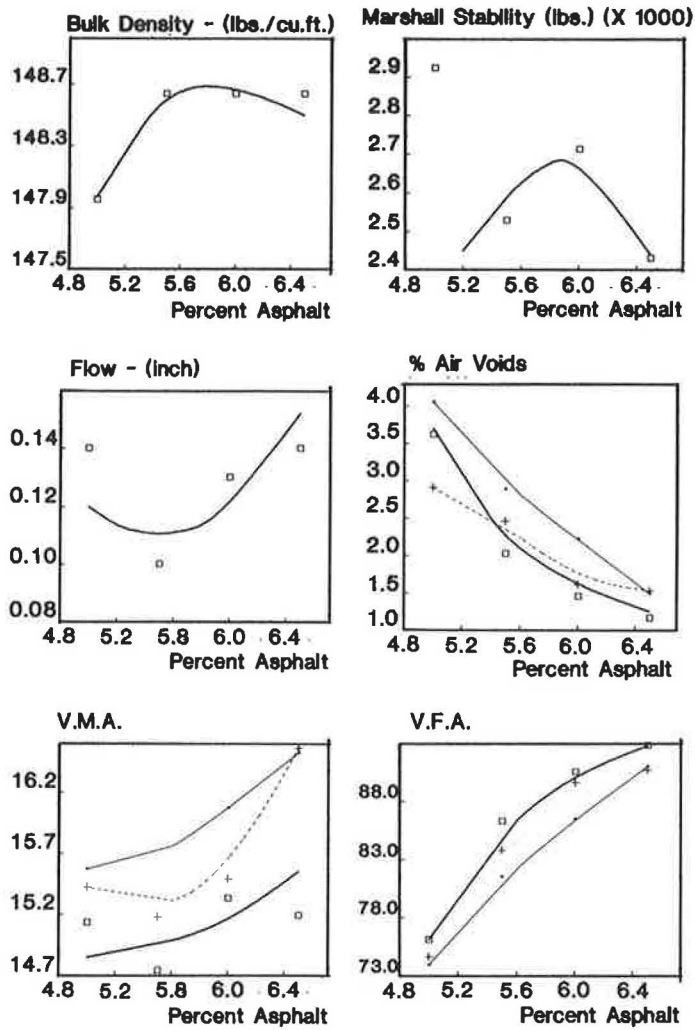 Bulk Density - (lbs./cu.ft.)
148.7
148.3
147.9
147.5
4.8 5.2 5.6 6.0 6.4
Percent Asphalt
Marshall Stability (lbs.) (X 1000)
2.9
2.8
2.7
2.6
2.5
2.4
4.8 5.2 5.6 6.0 6.4
Percent Asphalt
Flow - (inch)
0.14
0.12
0.10
0.08
4.8 5.2 5.6 6.0 6.4
Percent Asphalt
% Air Voids
4.0
3.5
3.0
2.5
2.0
1.5
1.0
4.8 5.2 5.6 6.0 6.4
Percent Asphalt
V.M.A.
16.2
15.7
15.2
14.7
4.8 5.2 5.6 6.0 6.4
Percent Asphalt
V.F.A.
88.0
83.0
78.0
73.0
4.8 5.2 5.6 6.0 6.4
Percent Asphalt